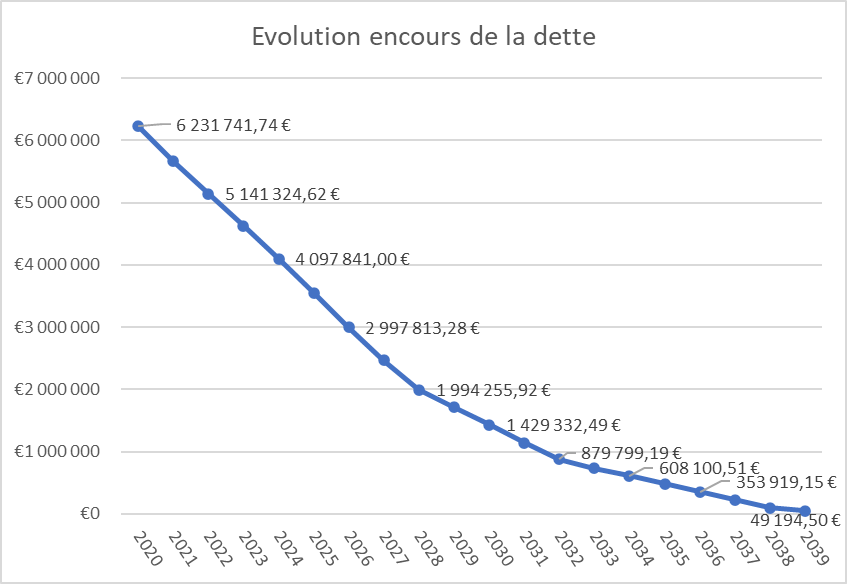 Evolution encours de la dette
€7 000 000
6 231 741,74 €
€6 000 000
5 141 324,62 €
€5 000 000
4 097 841,00 €
€4 000 000
2 997 813,28 €
€3 000 000
1 994 255,92 €
€2 000 000
1 429 332,49 €
€1 000 000
879 799,19 €
608 100,51 €
353 919,15 €
49 194,50 €
€0
2020
2021
2022
2023
2024
2025
2026
2027
2028
2029
2030
2031
2032
2033
2034
2035
2036
2037
2038
2039